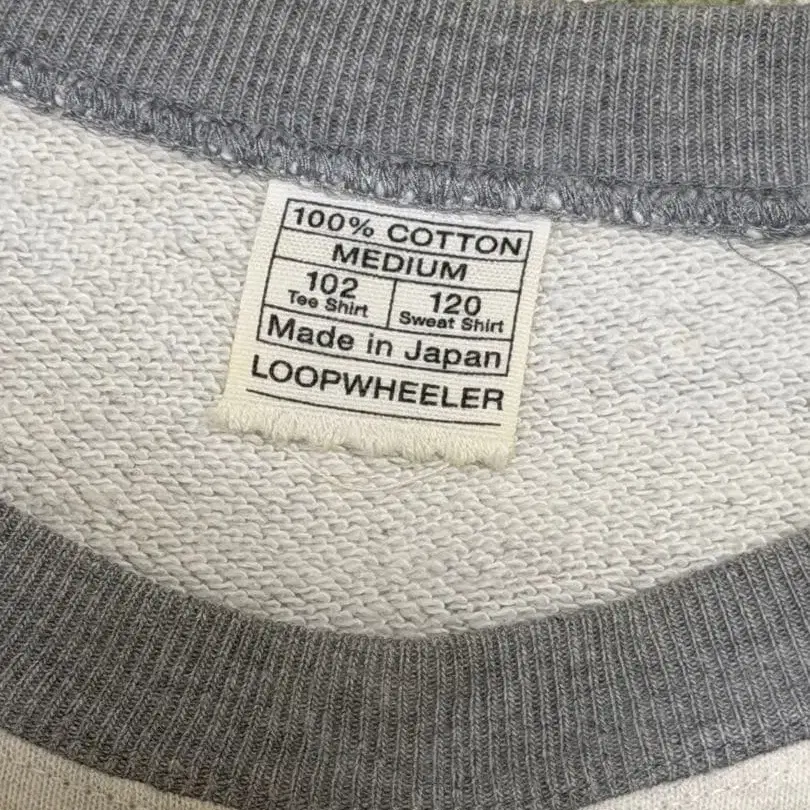 100% COTTON
MEDIUM
102 120
Tee Shirt Sweat Shirt
Made in Japan
LOOPWHEELER